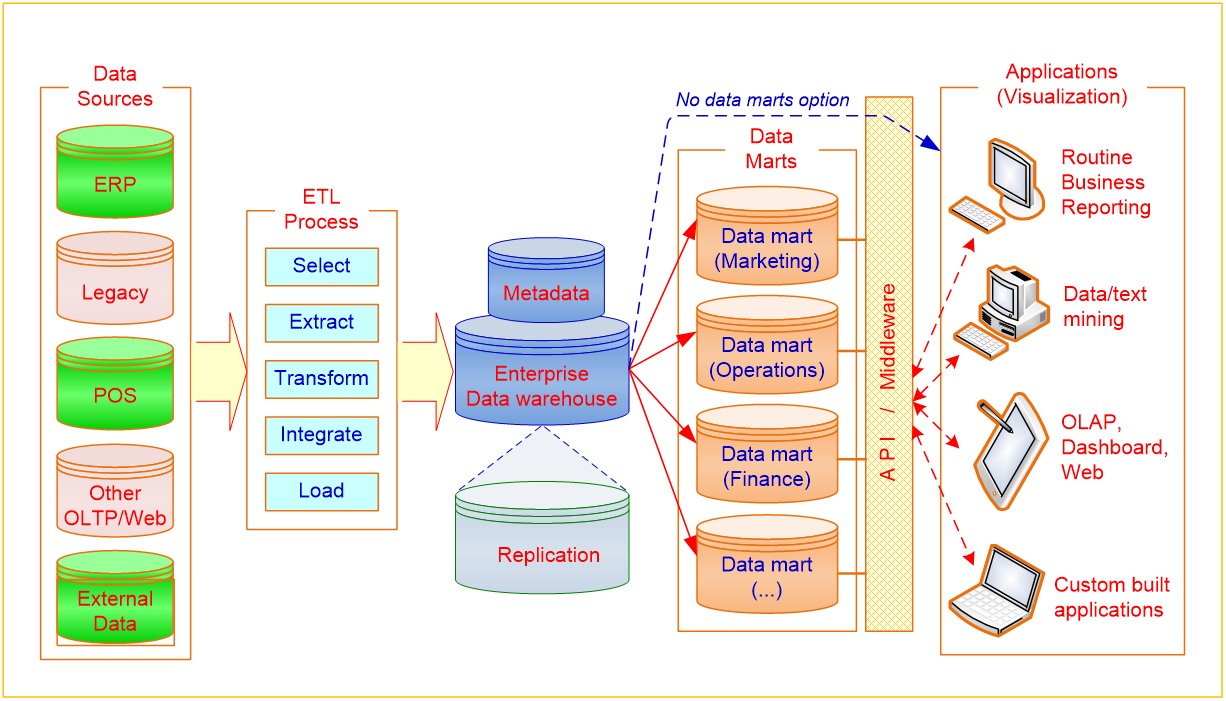 Data
Sources
ERP
Legacy
POS
Other
OLTP/Web
External
Data
ETL
Process
Select
Extract
Transform
Integrate
Load
Metadata
Enterprise
Data warehouse
Replication
No data marts option
Data
Marts
Data mart
(Marketing)
Data mart
(Operations)
Data mart
(Finance)
Data mart
(...)
API / Middleware
Applications
(Visualization)
Routine
Business
Reporting
Data/text
mining
OLAP,
Dashboard,
Web
Custom built
applications